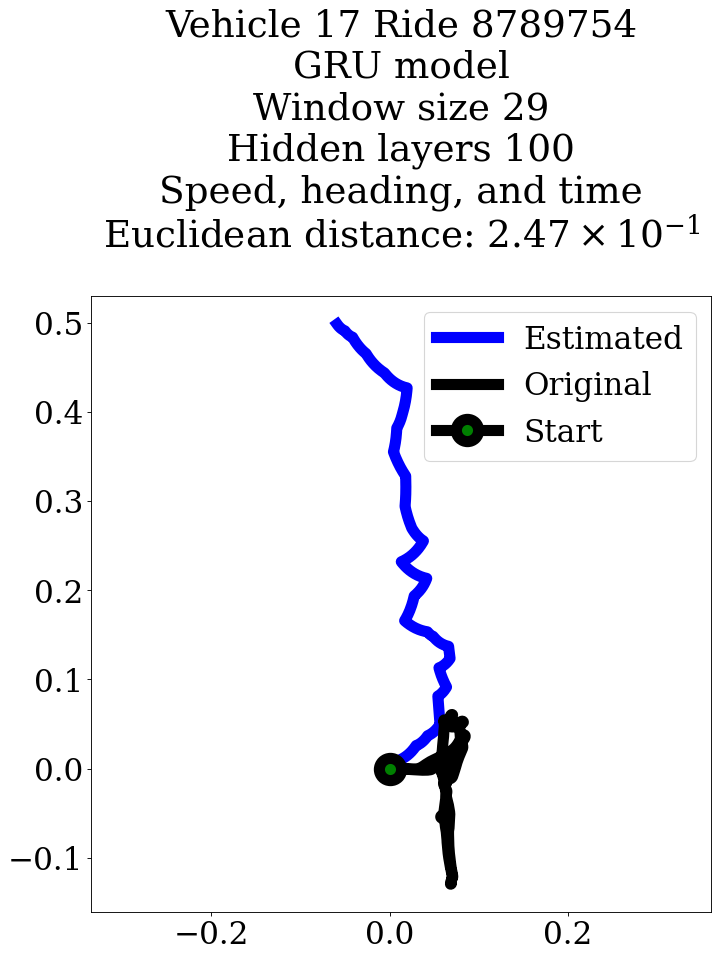 Vehicle 17 Ride 8789754
GRU model
Window size 29
Hidden layers 100
Speed, heading, and time
Euclidean distance: 2.47 × 10⁻¹
Estimated
Original
Start
0.5
0.4
0.3
0.2
0.1
0.0
−0.1
−0.2 0.0 0.2